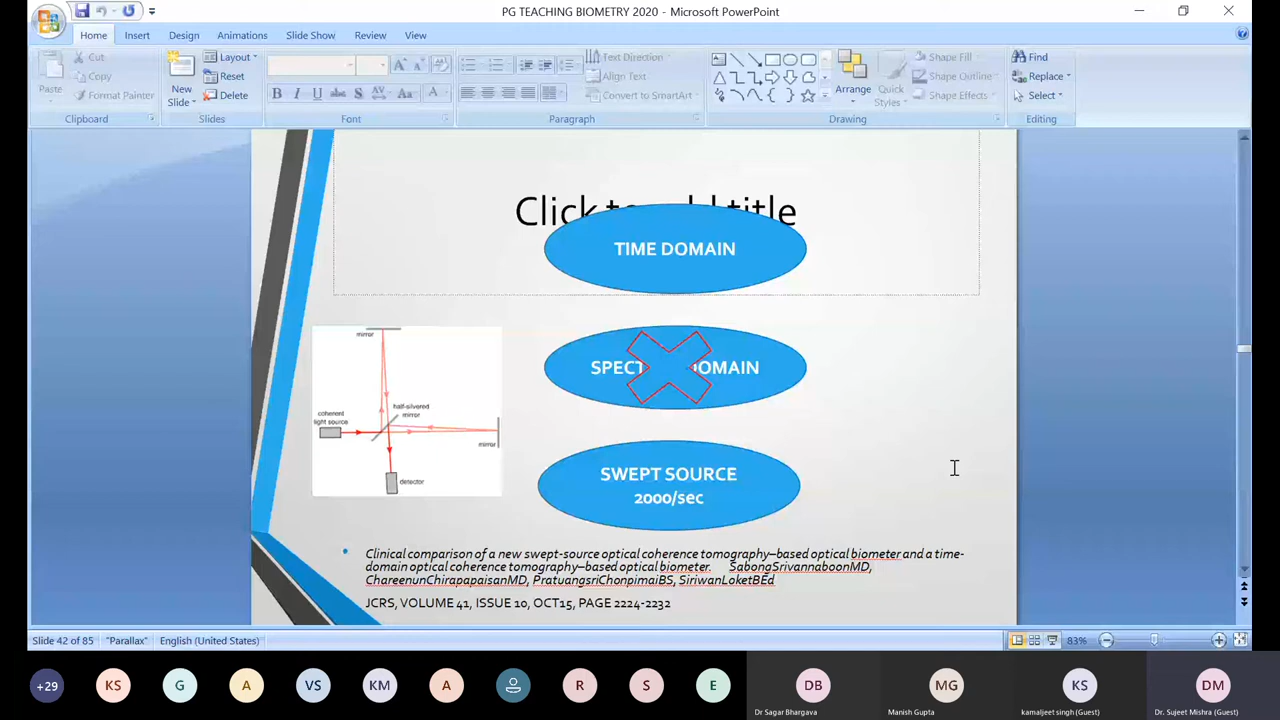 PG TEACHING BIOMETRY 2020 - Microsoft PowerPoint
Home Insert Design Animations Slide Show Review View
Cut
Copy
Format Painter
Paste
Clipboard
New
Slide
Layout
Reset
Delete
Slides
B I U S AV Aa A
Font
Text Direction
Align Text
Convert to SmartArt
Paragraph
Arrange
Quick
Styles
Shape Fill
Shape Outline
Shape Effects
Drawing
Find
Replace
Select
Editing
Click to add title
TIME DOMAIN
mirror
coherent
light source
half-silvered
mirror
mirror
detector
SPECT OMAIN
SWEPT SOURCE
2000/sec
• Clinical comparison of a new swept-source optical coherence tomography–based optical biometer and a time-
domain optical coherence tomography–based optical biometer. SabongSrivannaboonMD,
ChareenunChirapapaisanMD, PratuangsriChonpimaiBS, SiriwanLoketBEd
JCRS, VOLUME 41, ISSUE 10, OCT15, PAGE 2224-2232
Slide 42 of 85 "Parallax" English (United States) 83%
+29 KS G A VS KM A R S E DB MG KS DM
Dr Sagar Bhargava Manish Gupta kamaljeet singh (Guest) Dr. Sujeet Mishra (Guest)